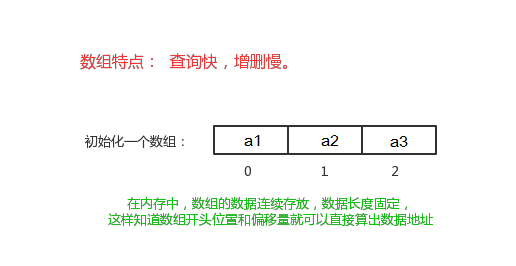 数组特点： 查询快，增删慢。
初始化一个数组： a1 a2 a3
0 1 2
在内存中，数组的数据连续存放，数据长度固定，
这样知道数组开头位置和偏移量就可以直接算出数据地址